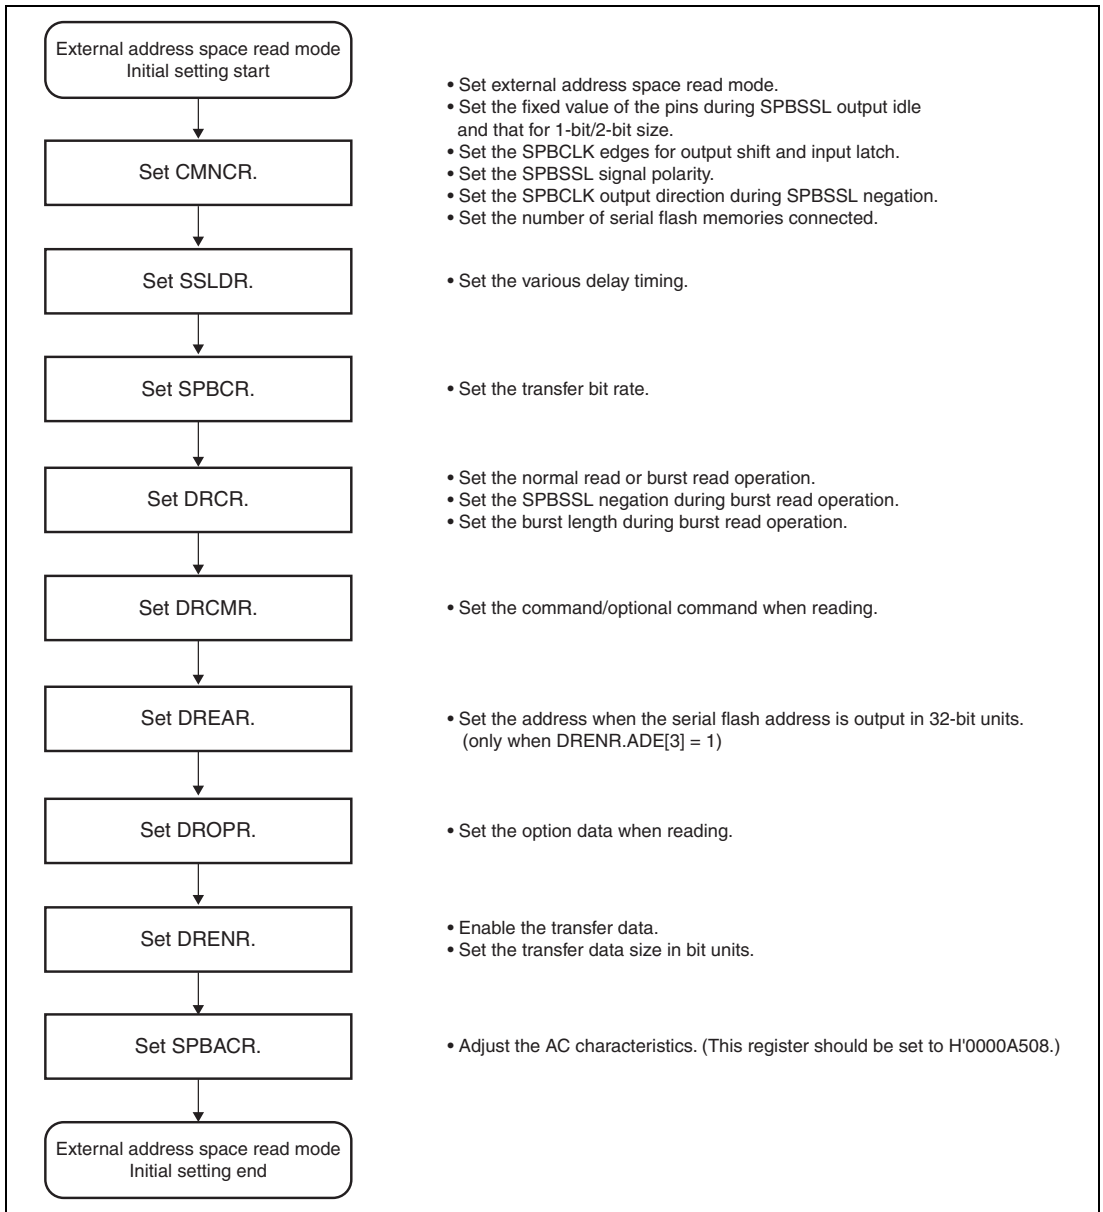 External address space read mode
Initial setting start
• Set external address space read mode.
• Set the fixed value of the pins during SPBSSL output idle
and that for 1-bit/2-bit size.
Set CMNCR.
• Set the SPBCLK edges for output shift and input latch.
• Set the SPBSSL signal polarity.
• Set the SPBCLK output direction during SPBSSL negation.
• Set the number of serial flash memories connected.
Set SSLDR.
• Set the various delay timing.
Set SPBCR.
• Set the transfer bit rate.
Set DRCR.
• Set the normal read or burst read operation.
• Set the SPBSSL negation during burst read operation.
• Set the burst length during burst read operation.
Set DRCMR.
• Set the command/optional command when reading.
Set DREAR.
• Set the address when the serial flash address is output in 32-bit units.
(only when DRENR.ADE[3] = 1)
Set DROPR.
• Set the option data when reading.
Set DRENR.
• Enable the transfer data.
• Set the transfer data size in bit units.
Set SPBACR.
• Adjust the AC characteristics. (This register should be set to H'0000A508.)
External address space read mode
Initial setting end